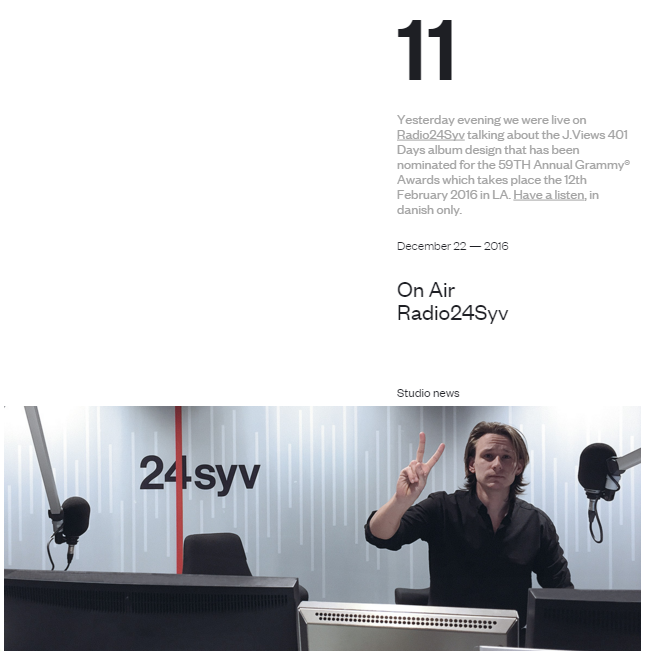 11
Yesterday evening we were live on
Radio24Syv talking about the J.Views 401
Days album design that has been
nominated for the 59TH Annual Grammy®
Awards which takes place the 12th
February 2016 in LA. Have a listen, in
danish only.
December 22 — 2016
On Air
Radio24Syv
Studio news
24syv